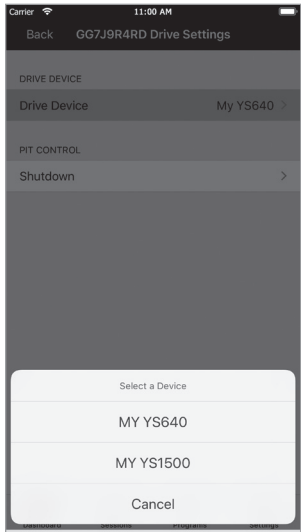 Carrier 11:00 AM
Back GG7J9R4RD Drive Settings
DRIVE DEVICE
Drive Device My YS640 >
PIT CONTROL
Shutdown >
Select a Device
MY YS640
MY YS1500
Cancel
Dashboard Sessions Programs Settings